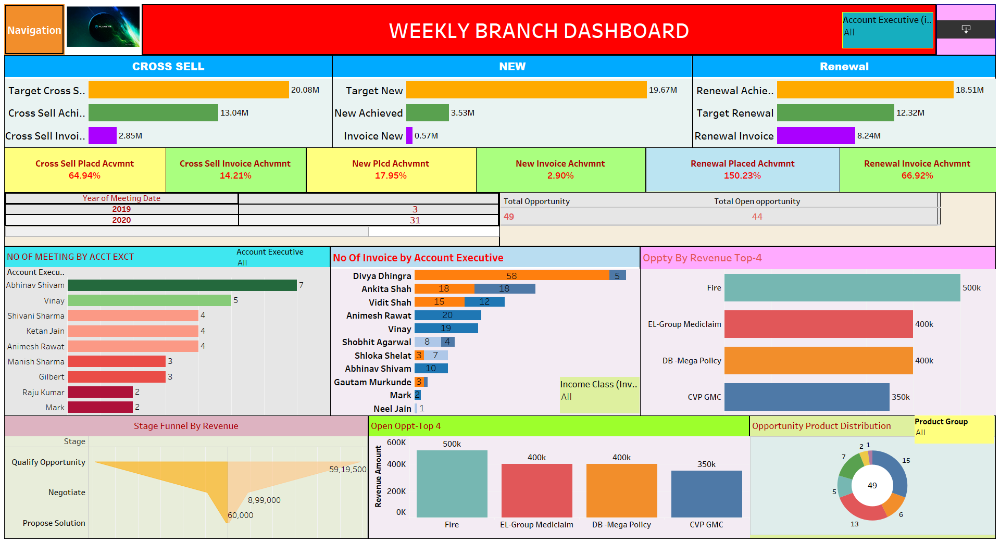 Navigation
PLANET
WEEKLY BRANCH DASHBOARD
Account Executive (i..
All
CROSS SELL
Target Cross S.. 20.08M
Cross Sell Achi.. 13.04M
Cross Sell Invoi.. 2.85M
NEW
Target New 19.67M
New Achieved 3.53M
Invoice New 0.57M
Renewal
Renewal Achie.. 18.51M
Target Renewal 12.32M
Renewal Invoice 8.24M
Cross Sell Placd Acvmnt
64.94%
Cross Sell Invoice Achvmnt
14.21%
New Plcd Achvmnt
17.95%
New Invoice Achvmnt
2.90%
Renewal Placed Achvmnt
150.23%
Renewal Invoice Achvmnt
66.92%
Year of Meeting Date
2019 3
2020 31
Total Opportunity Total Open opportunity
49 44
NO OF MEETING BY ACCT EXCT
Account Executive
All
Account Execu..
Abhinav Shivam 7
Vinay 5
Shivani Sharma 4
Ketan Jain 4
Animesh Rawat 4
Manish Sharma 3
Gilbert 3
Raju Kumar 2
Mark 2
No Of Invoice by Account Executive
Divya Dhingra 58 5
Ankita Shah 18 18
Vidit Shah 15 12
Animesh Rawat 20
Vinay 19
Shobhit Agarwal 8 4
Shloka Shelat 3 7
Abhinav Shivam 10
Gautam Murkunde 3
Mark 2
Neel Jain 1
Income Class (Inv..
All
Oppty By Revenue Top-4
Fire 500k
EL-Group Mediclaim 400k
DB -Mega Policy 400k
CVP GMC 350k
Stage Funnel By Revenue
Stage
Qualify Opportunity 59,19,500
Negotiate 8,99,000
Propose Solution 60,000
Open Oppt-Top 4
Revenue Amount
600K
400K
200K
0K
500k 400k 400k 350k
Fire EL-Group Mediclaim DB -Mega Policy CVP GMC
Opportunity Product Distribution
Product Group
All
2 1
7 15
49
5
6
13